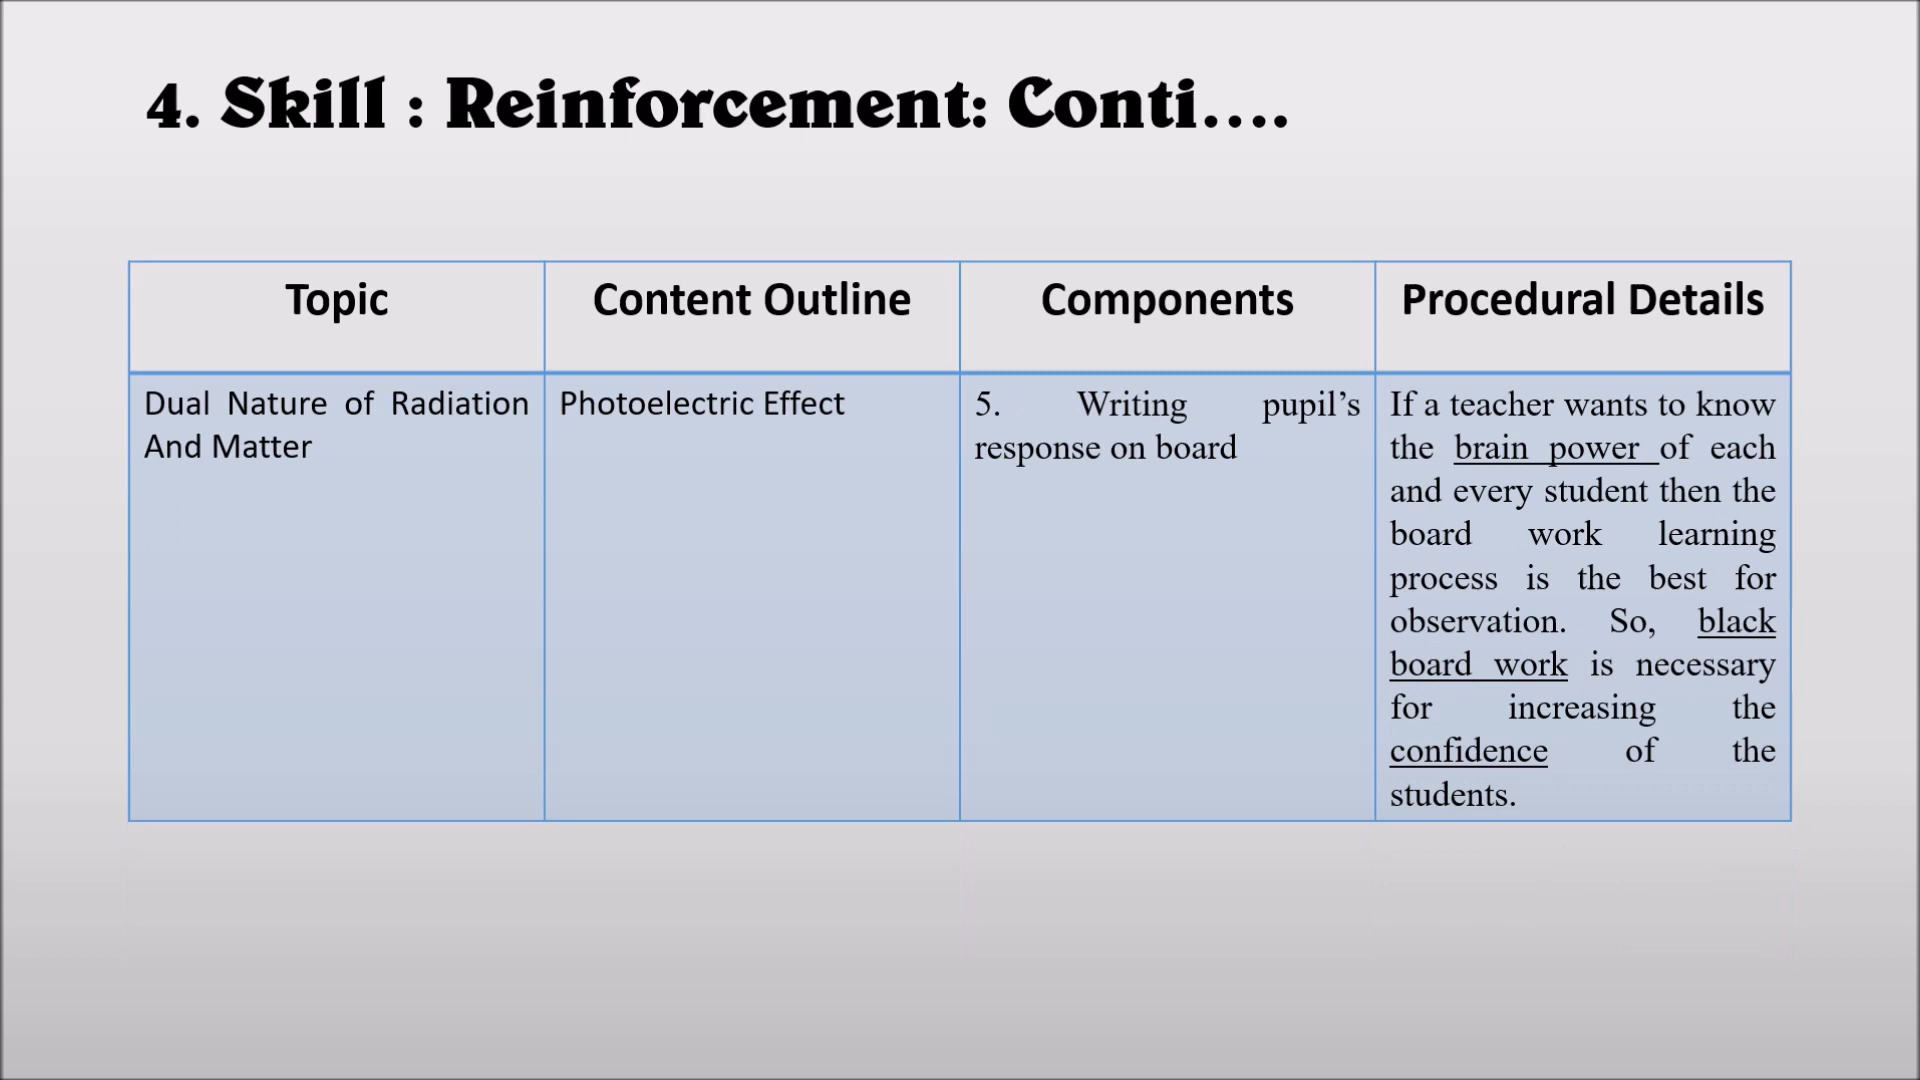 4. Skill : Reinforcement: Conti....
Topic
Content Outline
Components
Procedural Details
Dual Nature of Radiation
And Matter
Photoelectric Effect
5. Writing pupil’s
response on board
If a teacher wants to know
the brain power of each
and every student then the
board work learning
process is the best for
observation. So, black
board work is necessary
for increasing the
confidence of the
students.